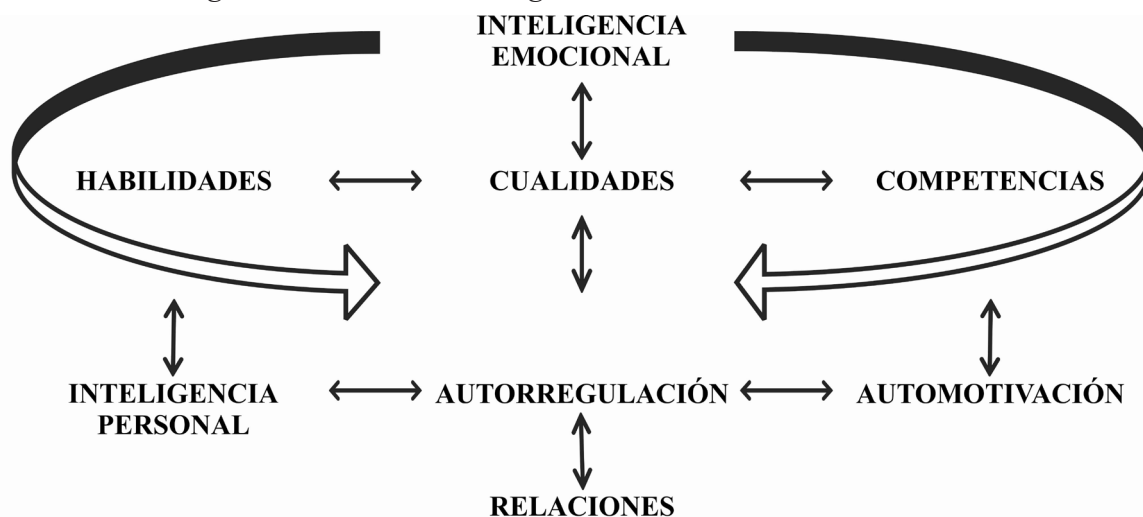 INTELIGENCIA
EMOCIONAL
HABILIDADES
CUALIDADES
COMPETENCIAS
INTELIGENCIA
PERSONAL
AUTORREGULACIÓN
AUTOMOTIVACIÓN
RELACIONES